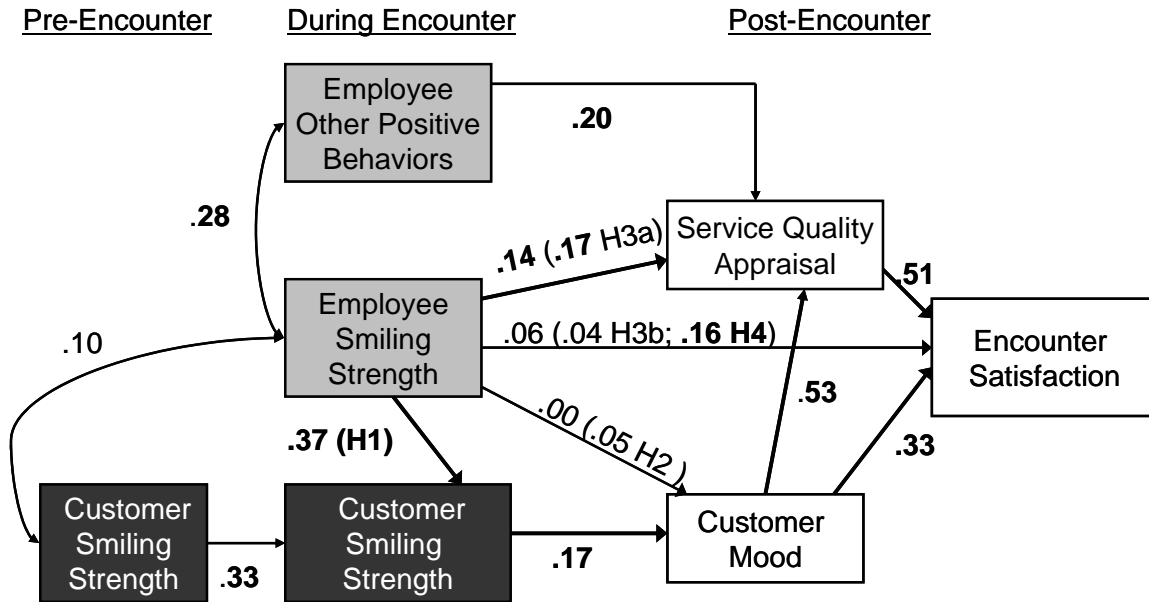 Pre-Encounter
During Encounter
Post-Encounter
Employee
Other Positive
Behaviors
.20
.28
Service Quality
Appraisal
.14 (.17 H3a)
.51
Employee
Smiling
Strength
.10
.06 (.04 H3b; .16 H4)
Encounter
Satisfaction
.53
.00 (.05 H2 )
.37 (H1)
.33
Customer
Smiling
Strength
.33
Customer
Smiling
Strength
.17
Customer
Mood